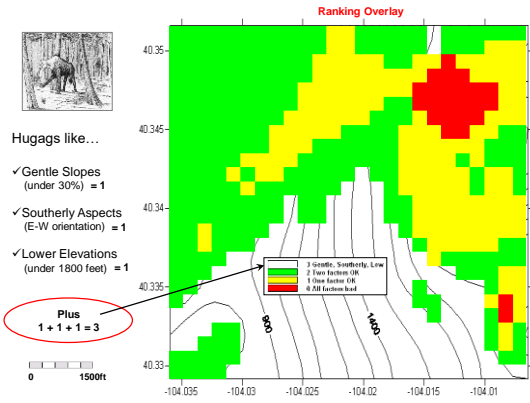 Ranking Overlay
Hugags like…
✓Gentle Slopes
(under 30%) = 1
✓Southerly Aspects
(E-W orientation) = 1
✓Lower Elevations
(under 1800 feet) = 1
Plus
1 + 1 + 1 = 3
0 1500ft
40.35
40.345
40.34
40.335
40.33
3 Gentle, Southerly, Low
2 Two factors OK
1 One factor OK
0 All factors bad
900
1400
-104.035 -104.03 -104.025 -104.02 -104.015 -104.01